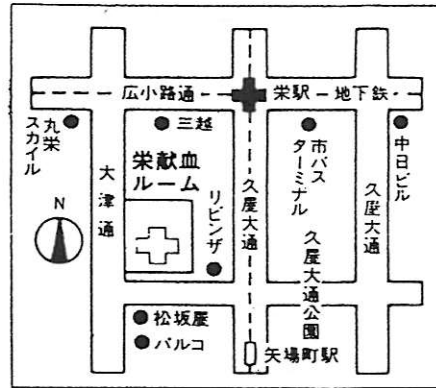 広小路通
栄駅
地下鉄
丸栄
スカイル
三越
市バス
ターミナル
中日ビル
大津通
栄献血
ルーム
リビンザ
久屋大通
久屋大通公園
久屋大通
N
松坂屋
パルコ
矢場町駅